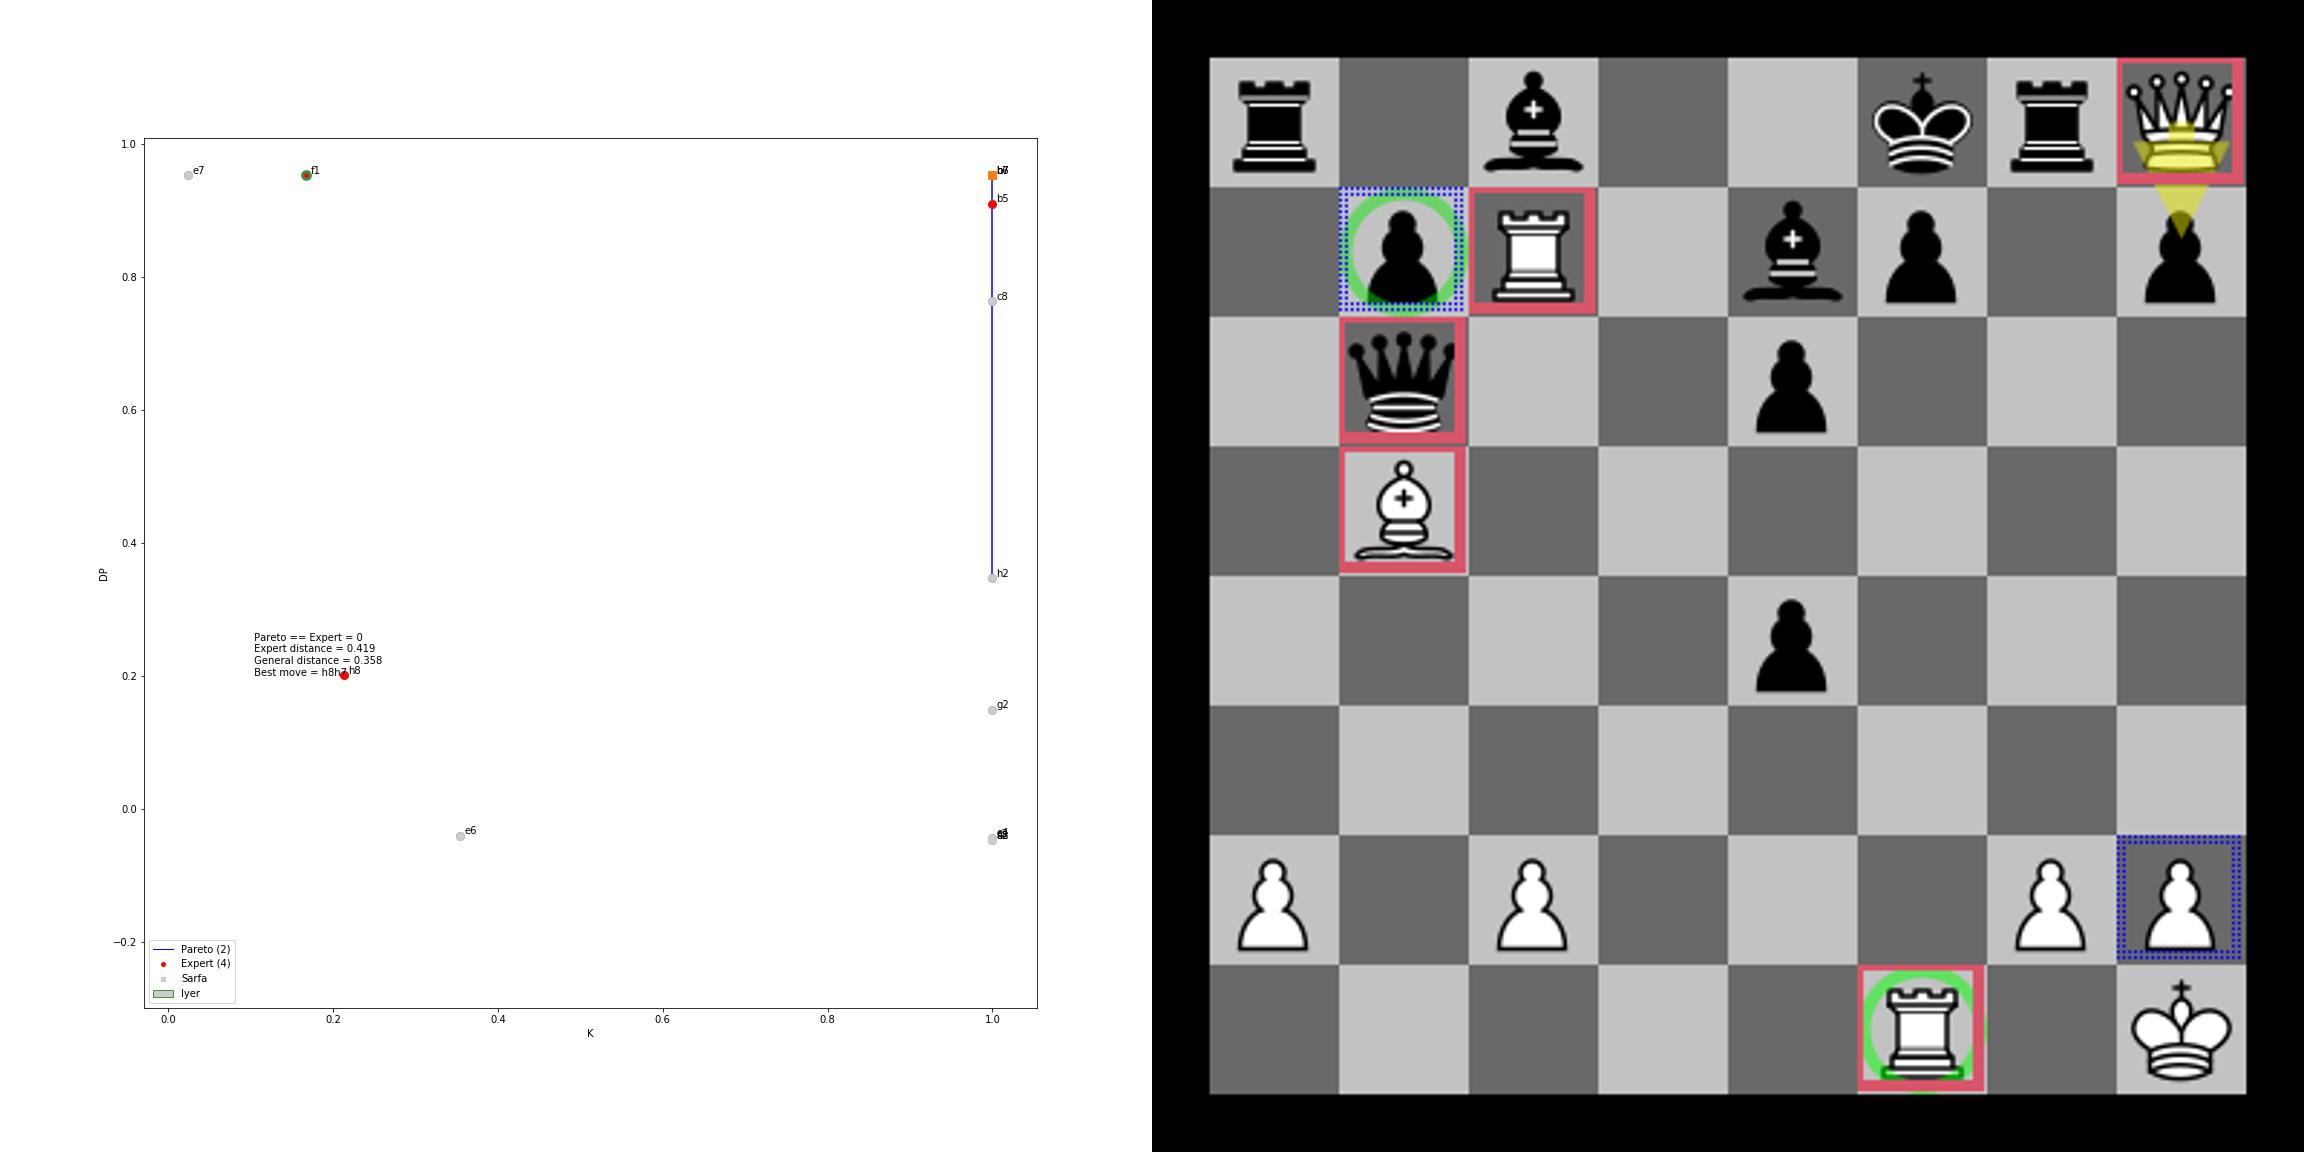 1.0
0.8
0.6
0.4
0.2
0.0
−0.2
DP
e7
f1
b5
c8
h2
Pareto == Expert = 0
Expert distance = 0.419
General distance = 0.358
Best move = h8h7
h8
g2
e6
Pareto (2)
Expert (4)
Sarfa
Iyer
0.0 0.2 0.4 0.6 0.8 1.0
K